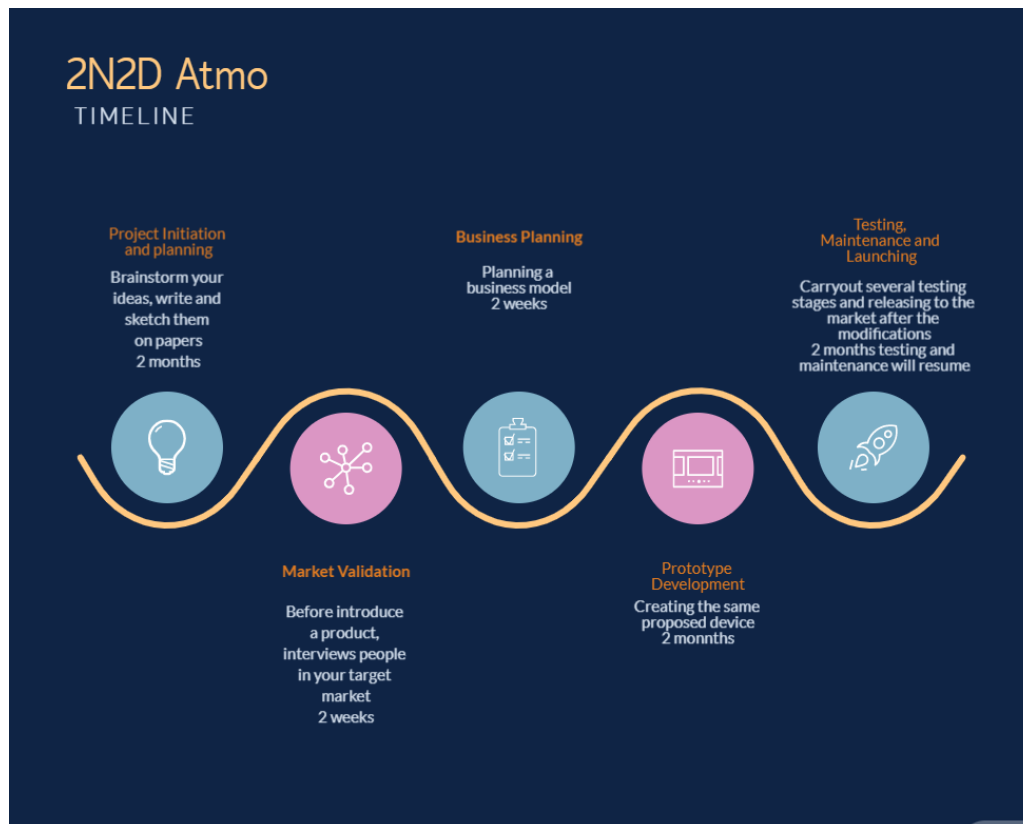 2N2D Atmo
TIMELINE
Project Initiation
and planning
Brainstorm your
ideas, write and
sketch them
on papers
2 months
Market Validation
Before introduce
a product,
interviews people
in your target
market
2 weeks
Business Planning
Planning a
business model
2 weeks
Prototype
Development
Creating the same
proposed device
2 monnths
Testing,
Maintenance and
Launching
Carryout several testing
stages and releasing to the
market after the
modifications
2 months testing and
maintenance will resume